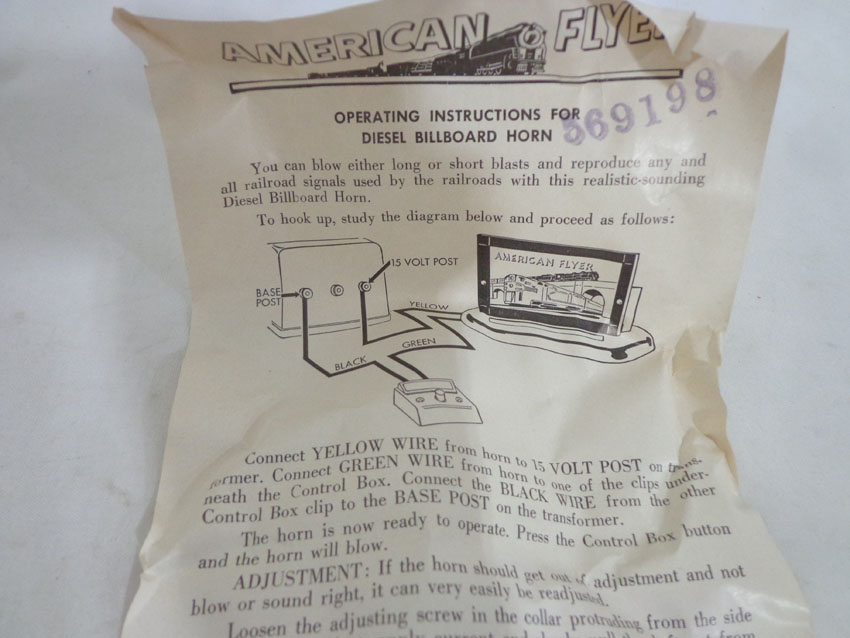 AMERICAN FLYE
OPERATING INSTRUCTIONS FOR
DIESEL BILLBOARD HORN
569198
You can blow either long or short blasts and reproduce any and
all railroad signals used by the railroads with this realistic-sounding
Diesel Billboard Horn.
To hook up, study the diagram below and proceed as follows:
15 VOLT POST
BASE
POST
AMERICAN FLYER
YELLOW
GREEN
BLACK
Connect YELLOW WIRE from horn to 15 VOLT POST on trans-
former. Connect GREEN WIRE from horn to one of the clips under-
neath the Control Box. Connect the BLACK WIRE from the other
Control Box clip to the BASE POST on the transformer.
The horn is now ready to operate. Press the Control Box button
and the horn will blow.
ADJUSTMENT: If the horn should get out of adjustment and not
blow or sound right, it can very easily be readjusted.
Loosen the adjusting screw in the collar protruding from the side
current and from